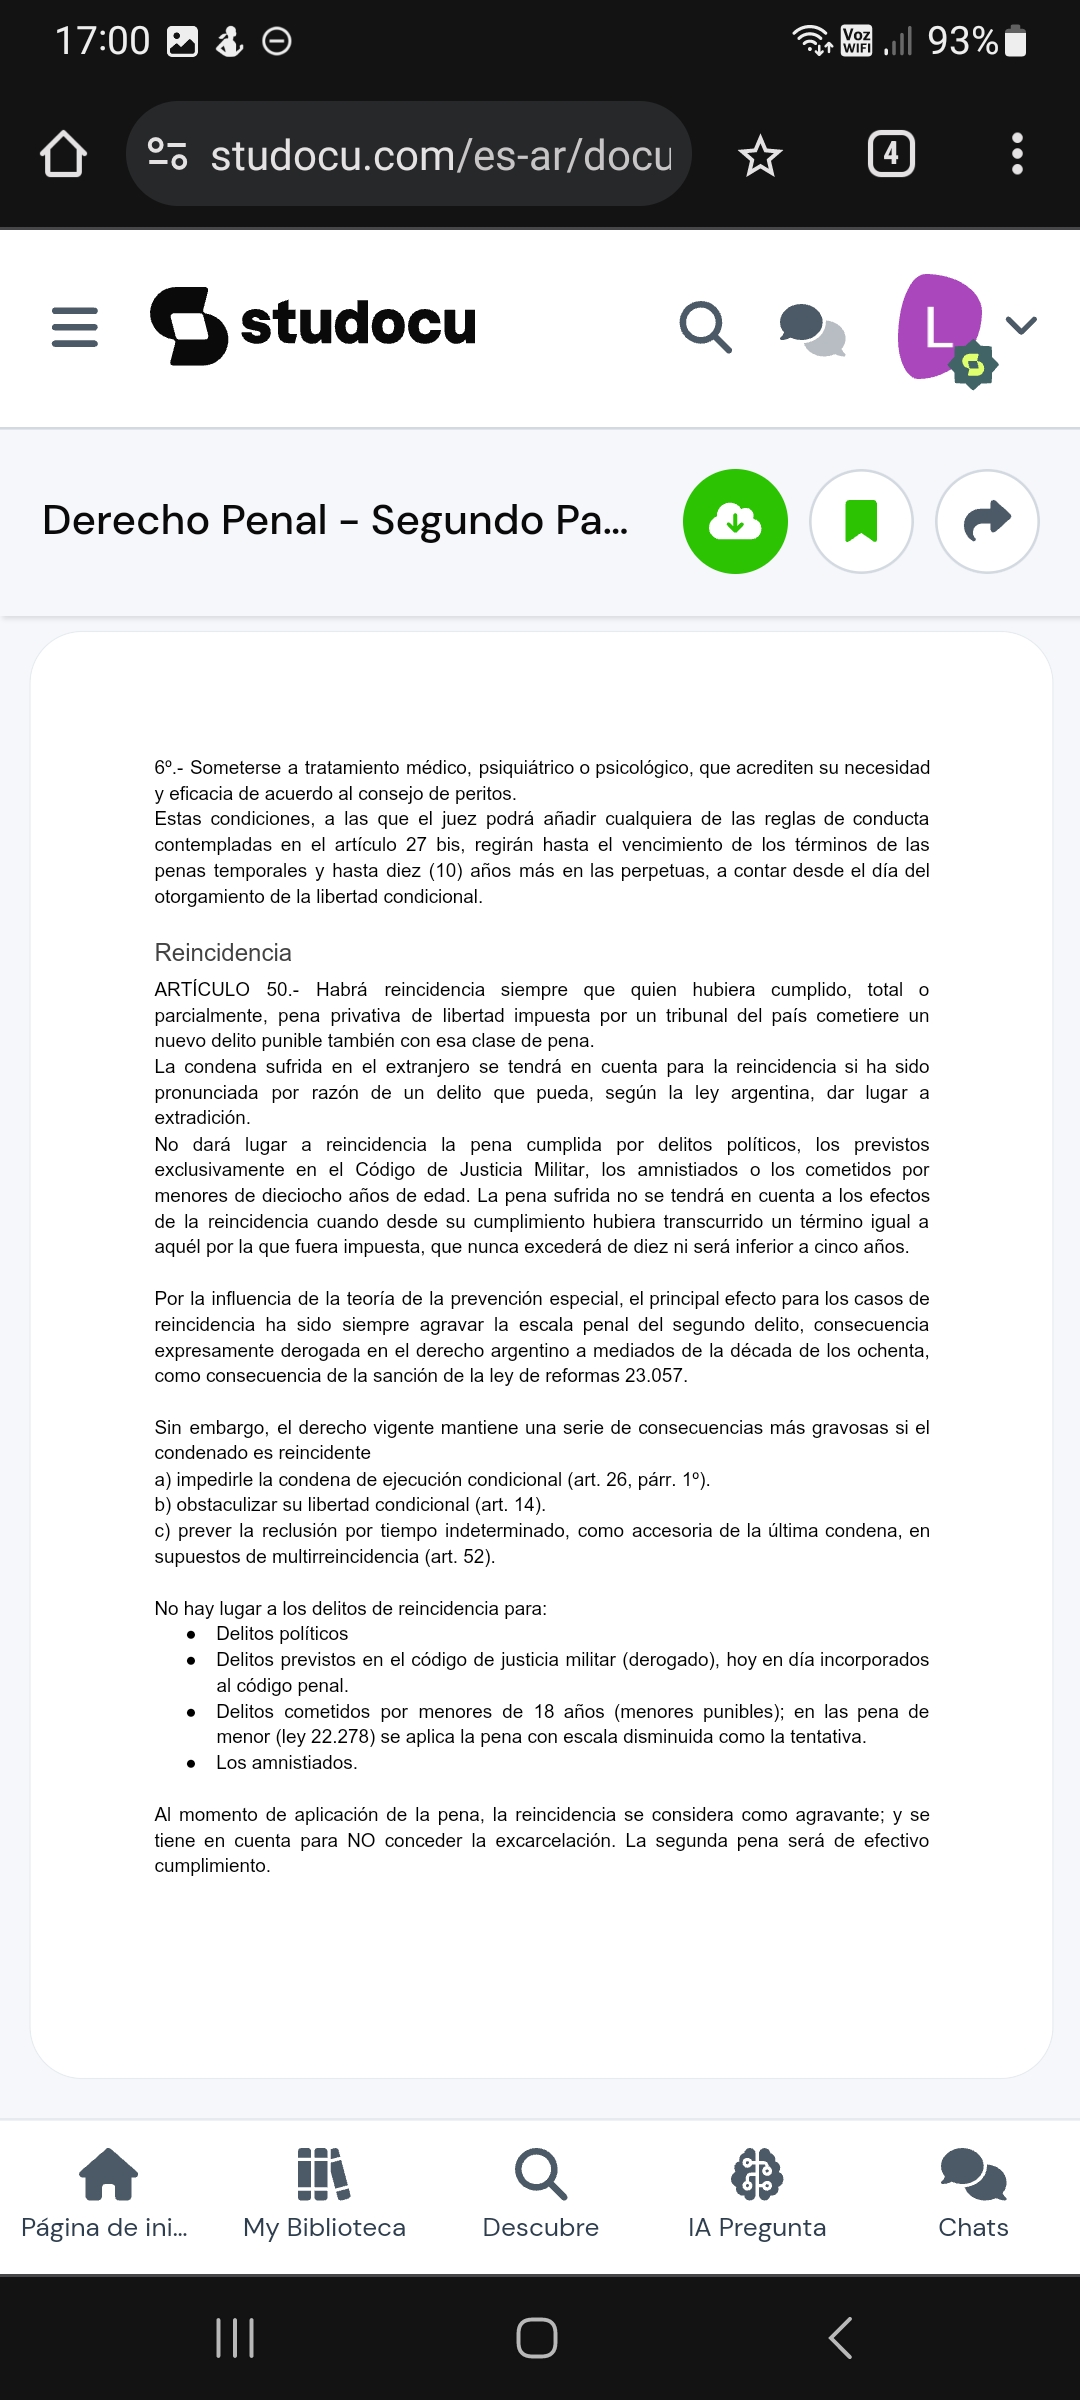 17:00
Voz WIFI 93%
studocu.com/es-ar/docu
4
studocu
L
Derecho Penal - Segundo Pa...
6º.- Someterse a tratamiento médico, psiquiátrico o psicológico, que acrediten su necesidad
y eficacia de acuerdo al consejo de peritos.
Estas condiciones, a las que el juez podrá añadir cualquiera de las reglas de conducta
contempladas en el artículo 27 bis, regirán hasta el vencimiento de los términos de las
penas temporales y hasta diez (10) años más en las perpetuas, a contar desde el día del
otorgamiento de la libertad condicional.
Reincidencia
ARTÍCULO 50.- Habrá reincidencia siempre que quien hubiera cumplido, total o
parcialmente, pena privativa de libertad impuesta por un tribunal del país cometiere un
nuevo delito punible también con esa clase de pena.
La condena sufrida en el extranjero se tendrá en cuenta para la reincidencia si ha sido
pronunciada por razón de un delito que pueda, según la ley argentina, dar lugar a
extradición.
No dará lugar a reincidencia la pena cumplida por delitos políticos, los previstos
exclusivamente en el Código de Justicia Militar, los amnistiados o los cometidos por
menores de dieciocho años de edad. La pena sufrida no se tendrá en cuenta a los efectos
de la reincidencia cuando desde su cumplimiento hubiera transcurrido un término igual a
aquél por la que fuera impuesta, que nunca excederá de diez ni será inferior a cinco años.
Por la influencia de la teoría de la prevención especial, el principal efecto para los casos de
reincidencia ha sido siempre agravar la escala penal del segundo delito, consecuencia
expresamente derogada en el derecho argentino a mediados de la década de los ochenta,
como consecuencia de la sanción de la ley de reformas 23.057.
Sin embargo, el derecho vigente mantiene una serie de consecuencias más gravosas si el
condenado es reincidente
a) impedirle la condena de ejecución condicional (art. 26, párr. 1º).
b) obstaculizar su libertad condicional (art. 14).
c) prever la reclusión por tiempo indeterminado, como accesoria de la última condena, en
supuestos de multirreincidencia (art. 52).
No hay lugar a los delitos de reincidencia para:
● Delitos políticos
● Delitos previstos en el código de justicia militar (derogado), hoy en día incorporados
al código penal.
● Delitos cometidos por menores de 18 años (menores punibles); en las pena de
menor (ley 22.278) se aplica la pena con escala disminuida como la tentativa.
● Los amnistiados.
Al momento de aplicación de la pena, la reincidencia se considera como agravante; y se
tiene en cuenta para NO conceder la excarcelación. La segunda pena será de efectivo
cumplimiento.
Página de ini... My Biblioteca Descubre IA Pregunta Chats